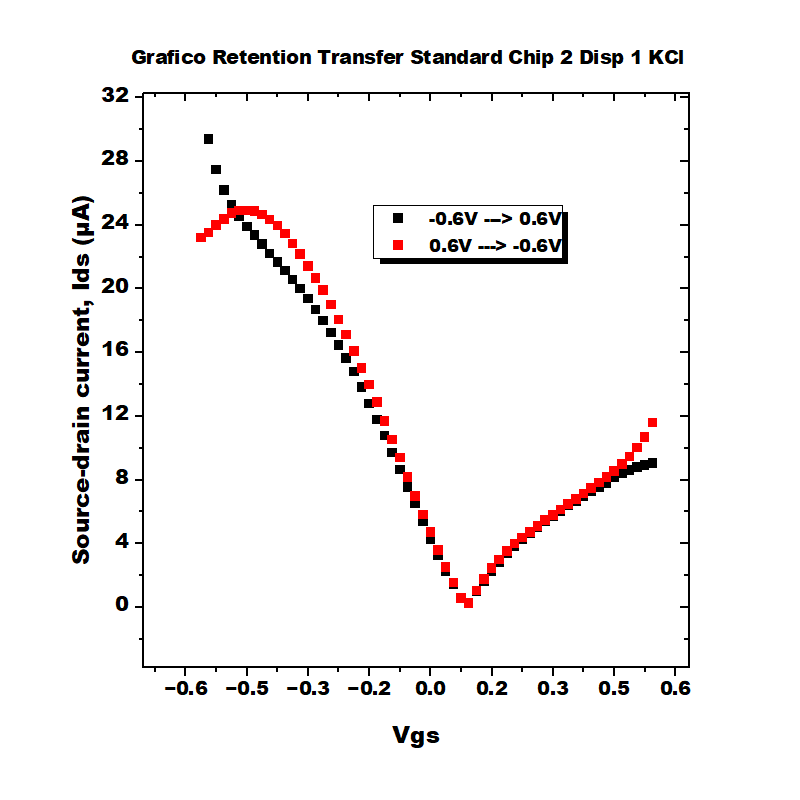 Grafico Retention Transfer Standard Chip 2 Disp 1 KCl
32
28
24
20
16
12
8
4
0
Source-drain current, Ids (µA)
-0.6V ---> 0.6V
0.6V ---> -0.6V
−0.6 −0.5 −0.3 −0.2 0.0 0.2 0.3 0.5 0.6
Vgs